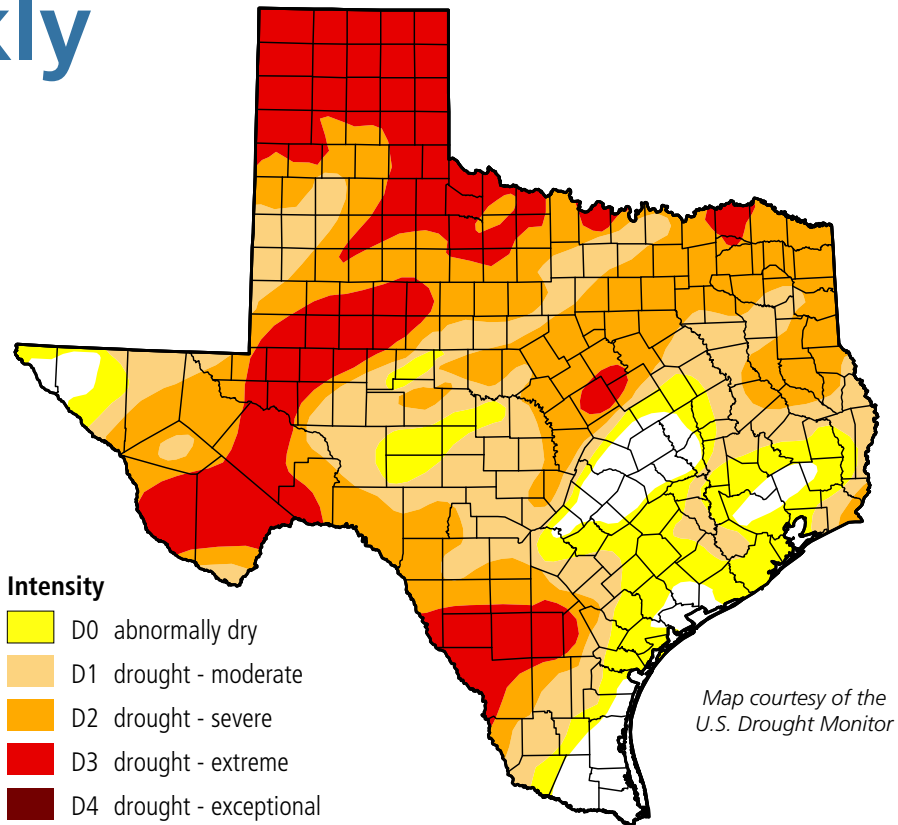 kly
Intensity
D0 abnormally dry
D1 drought - moderate
D2 drought - severe
D3 drought - extreme
D4 drought - exceptional
Map courtesy of the
U.S. Drought Monitor